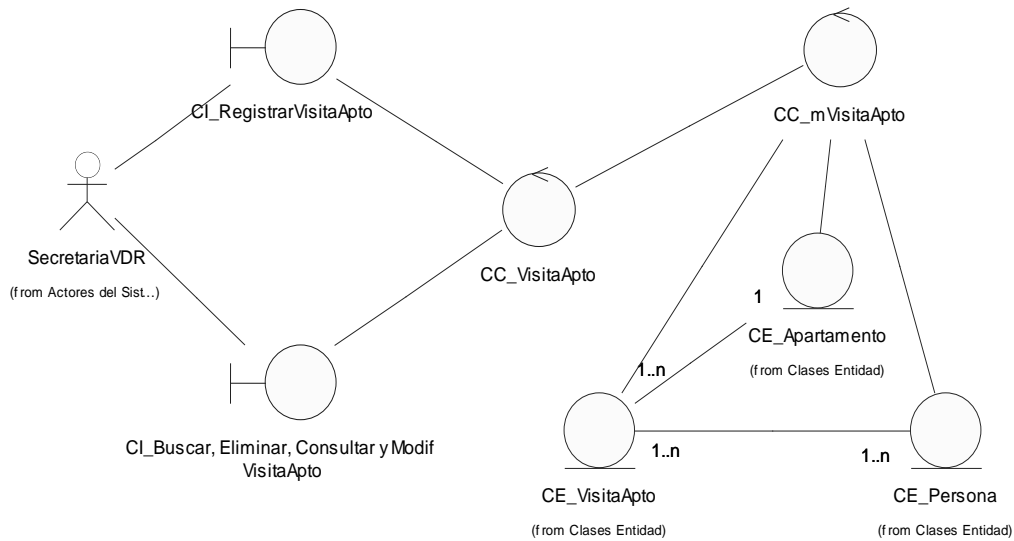 CI_RegistrarVisitaApto
CC_mVisitaApto
SecretariaVDR
(from Actores del Sist...)
CC_VisitaApto
1
CE_Apartamento
(from Clases Entidad)
1..n
CI_Buscar, Eliminar, Consultar y Modif
VisitaApto
1..n
1..n
CE_VisitaApto
(from Clases Entidad)
CE_Persona
(from Clases Entidad)